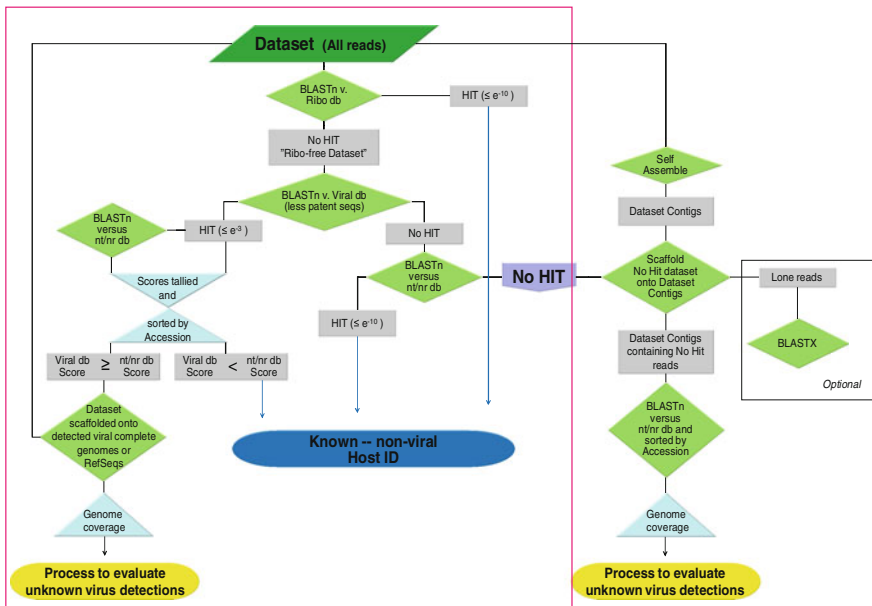 Dataset (All reads)
BLASTn v.
Ribo db
HIT (≤ e-10 )
No HIT
"Ribo-free Dataset"
BLASTn v. Viral db
(less patent seqs)
BLASTn
versus
nt/nr db
HIT (≤ e-3 )
No HIT
BLASTn
versus
nt/nr db
No HIT
HIT (≤ e-10 )
Scores tallied
and
sorted by
Accession
Viral db
Score
≥
nt/nr db
Score
Viral db
Score
<
nt/nr db
Score
Dataset
scaffolded onto
detected viral complete
genomes or
RefSeqs
Known -- non-viral
Host ID
Genome
coverage
Process to evaluate
unknown virus detections
Self
Assemble
Dataset Contigs
Scaffold
No Hit dataset
onto Dataset
Contigs
Lone reads
BLASTX
Optional
Dataset Contigs
containing No Hit
reads
BLASTn
versus
nt/nr db and
sorted by
Accession
Genome
coverage
Process to evaluate
unknown virus detections